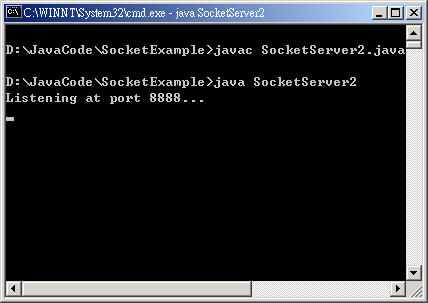 C:\WINNT\System32\cmd.exe - java SocketServer2
D:\JavaCode\SocketExample>javac SocketServer2.java
D:\JavaCode\SocketExample>java SocketServer2
Listening at port 8888...